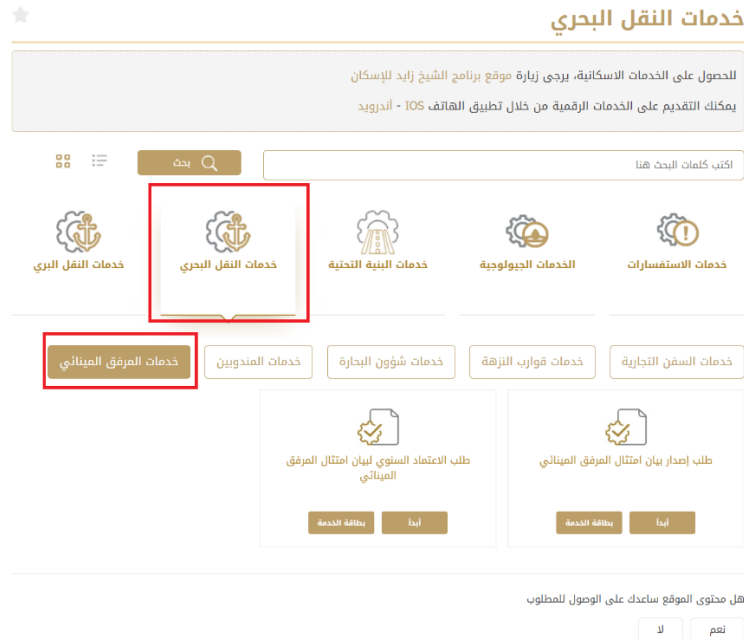 خدمات النقل البحري
للحصول على الخدمات الاسكانية، يرجى زيارة موقع برنامج الشيخ زايد للإسكان
يمكنك التقديم على الخدمات الرقمية من خلال تطبيق الهاتف IOS - أندرويد
اكتب كلمات البحث هنا
بحث
خدمات الاستفسارات
الخدمات الجيولوجية
خدمات البنية التحتية
خدمات النقل البحري
خدمات النقل البري
خدمات السفن التجارية
خدمات قوارب النزهة
خدمات شؤون البحارة
خدمات المندوبين
خدمات المرفق المينائي
طلب إصدار بيان امتثال المرفق المينائي
أبدأ
بطاقة الخدمة
طلب الاعتماد السنوي لبيان امتثال المرفق
المينائي
أبدأ
بطاقة الخدمة
هل محتوى الموقع ساعدك على الوصول للمطلوب
نعم
لا